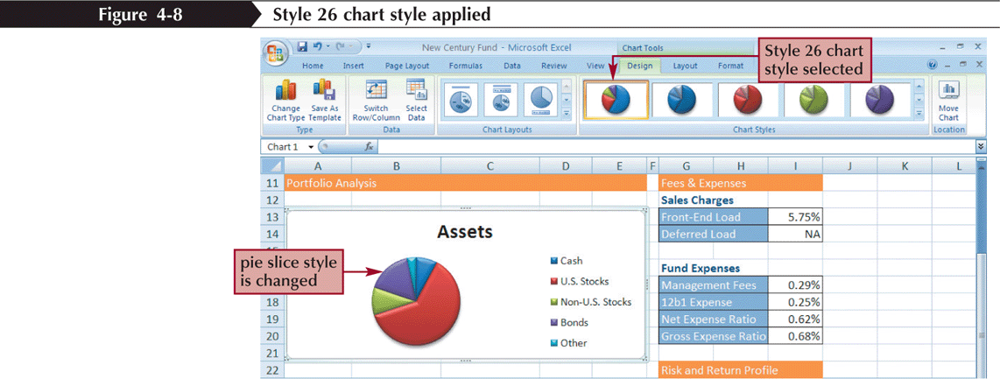 Figure 4-8
Style 26 chart style applied
New Century Fund - Microsoft Excel
Chart Tools
Home Insert Page Layout Formulas Data Review View Design Layout Format
Style 26 chart
style selected
Change
Chart Type
Save As
Template
Switch
Row/Column
Select
Data
Move
Chart
Type Data Chart Layouts Chart Styles Location
Chart 1 fx
A B C D E F G H I J K L
11 Portfolio Analysis Fees & Expenses
12 Sales Charges
13 Front-End Load 5.75%
14 Deferred Load NA
Assets
pie slice style
is changed
Cash
U.S. Stocks
Non-U.S. Stocks
Bonds
Other
Fund Expenses
Management Fees 0.29%
18 12b1 Expense 0.25%
19 Net Expense Ratio 0.62%
20 Gross Expense Ratio 0.68%
21
22 Risk and Return Profile